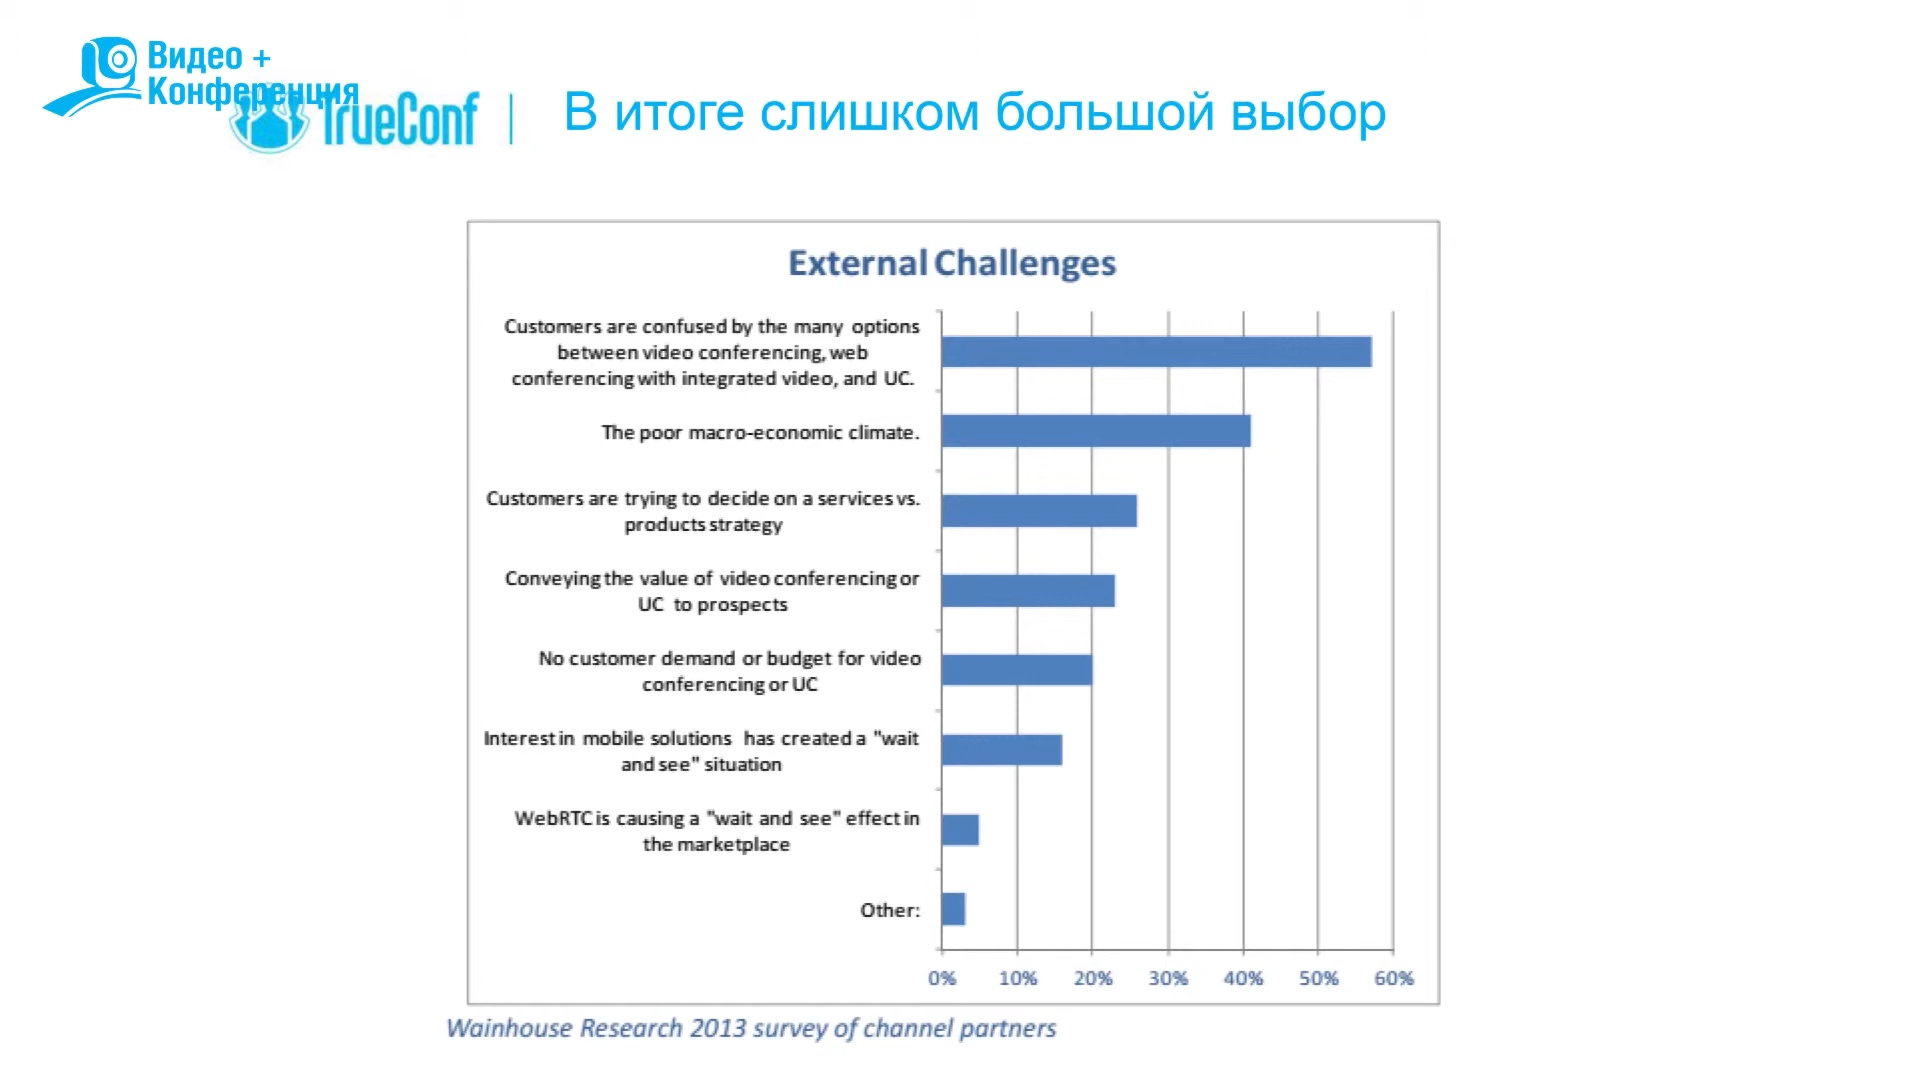 Видео +
Конференция
TrueConf
В итоге слишком большой выбор
External Challenges
Customers are confused by the many options
between video conferencing, web
conferencing with integrated video, and UC.
The poor macro-economic climate.
Customers are trying to decide on a services vs.
products strategy
Conveying the value of video conferencing or
UC to prospects
No customer demand or budget for video
conferencing or UC
Interest in mobile solutions has created a "wait
and see" situation
WebRTC is causing a "wait and see" effect in
the marketplace
Other:
0% 10% 20% 30% 40% 50% 60%
Wainhouse Research 2013 survey of channel partners